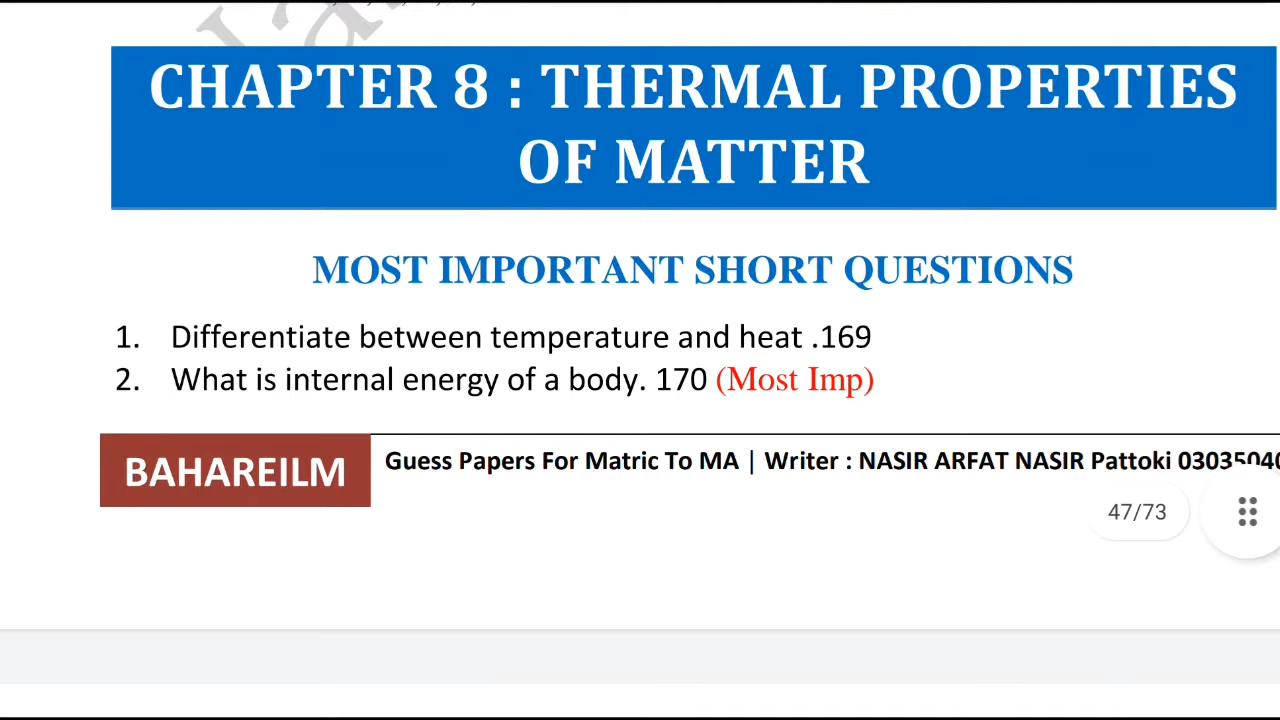 CHAPTER 8 : THERMAL PROPERTIES
OF MATTER
MOST IMPORTANT SHORT QUESTIONS
1. Differentiate between temperature and heat .169
2. What is internal energy of a body. 170 (Most Imp)
BAHAREILM
Guess Papers For Matric To MA | Writer : NASIR ARFAT NASIR Pattoki
47/73